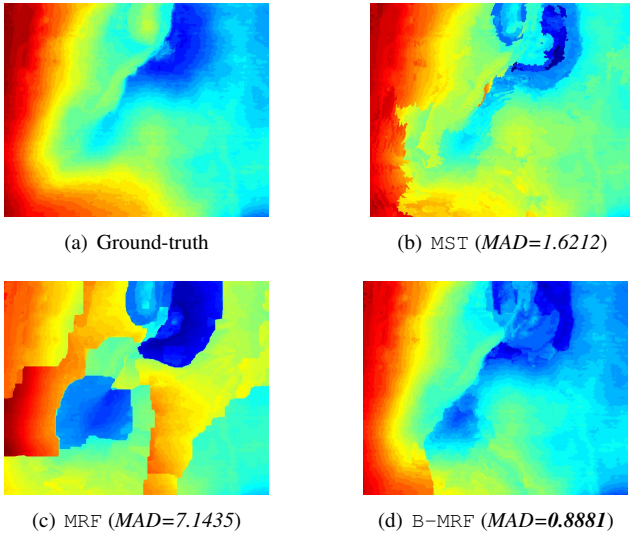 (a) Ground-truth
(b) MST (MAD=1.6212)
(c) MRF (MAD=7.1435)
(d) B-MRF (MAD=0.8881)